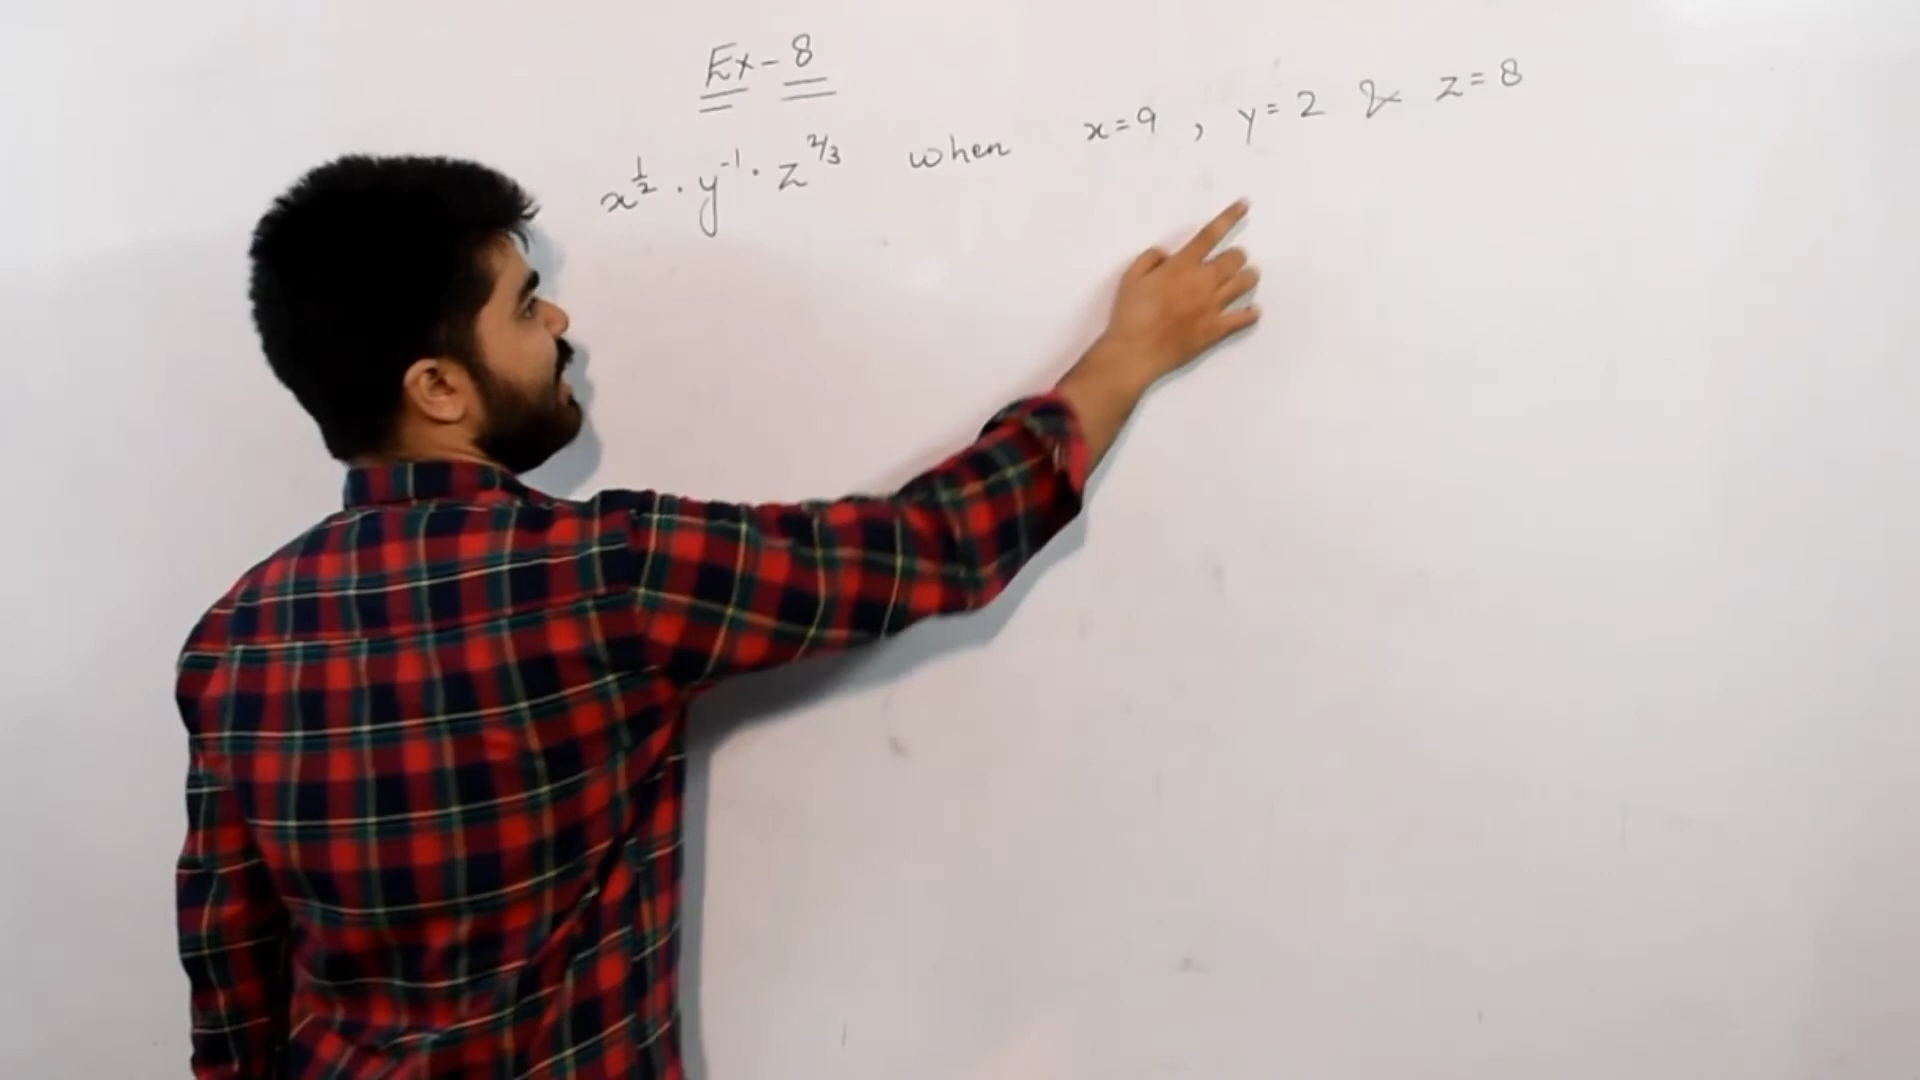 Ex-8
x^{1/2} · y^{-1} · z^{2/3} when x=9 , y=2 & z=8